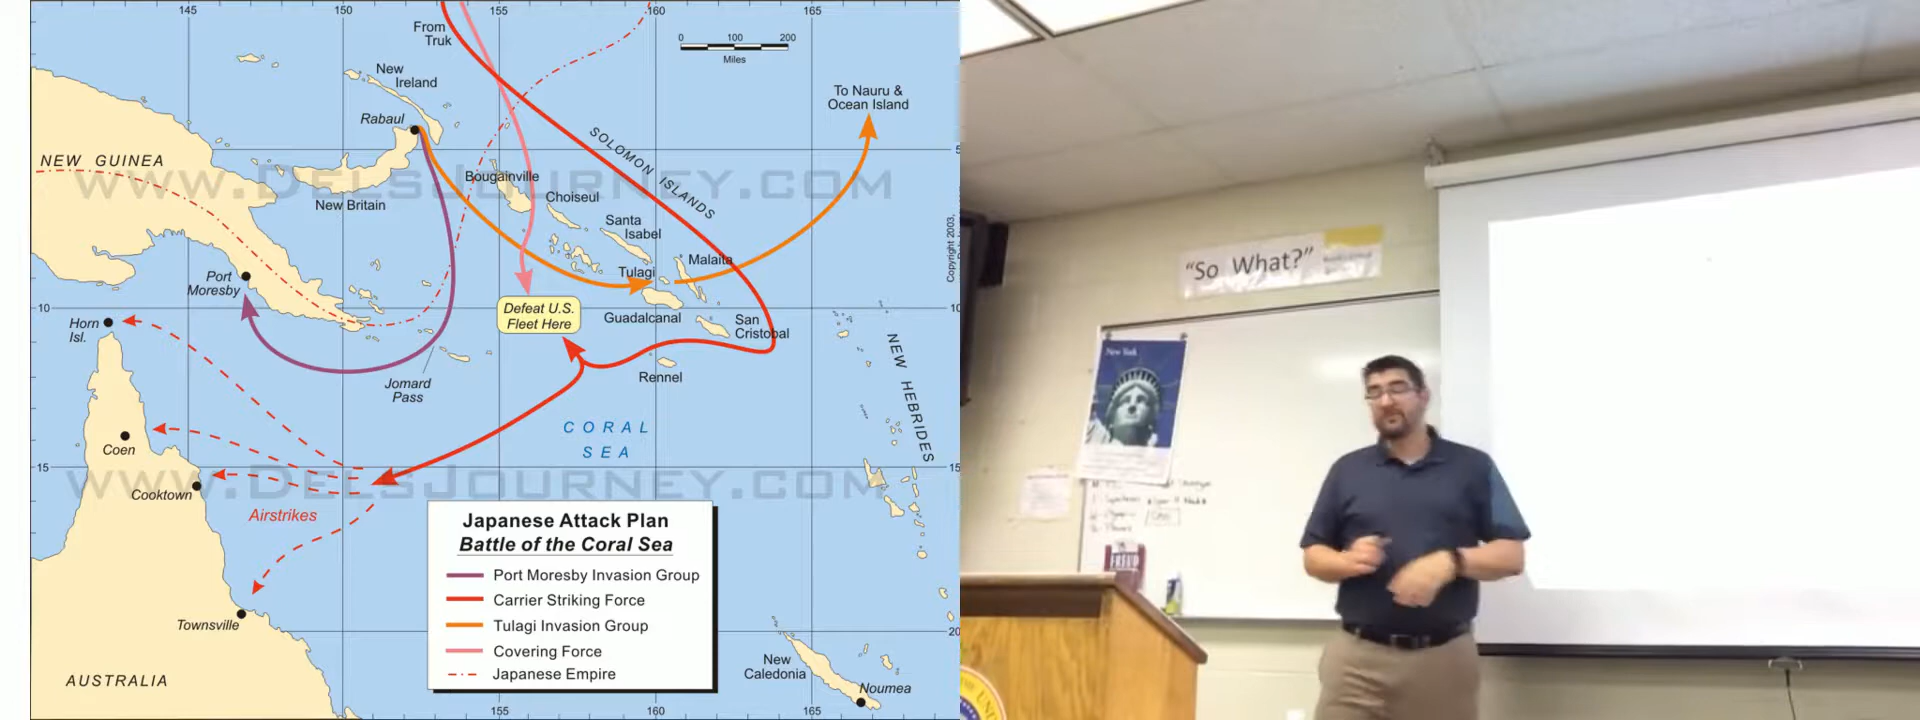 145
150
155
160
165
From
Truk
0 100 200
Miles
New
Ireland
To Nauru &
Ocean Island
Rabaul
SOLOMON ISLANDS
5
NEW GUINEA
WWW.DELSJOURNEY.COM
Bougainville
Choiseul
New Britain
Santa
Isabel
Copyright 2003,
Malaita
Tulagi
Port
Moresby
10
10
Defeat U.S.
Fleet Here
Guadalcanal
San
Cristobal
Horn
Isl.
NEW HEBRIDES
Jomard
Pass
Rennel
CORAL
SEA
Coen
15
15
WWW.DELSJOURNEY.COM
Cooktown
Airstrikes
Japanese Attack Plan
Battle of the Coral Sea
Port Moresby Invasion Group
Carrier Striking Force
Tulagi Invasion Group
Covering Force
Japanese Empire
Townsville
20
New
Caledonia
Noumea
AUSTRALIA
155
160
165
"So What?"
New York
FREUD